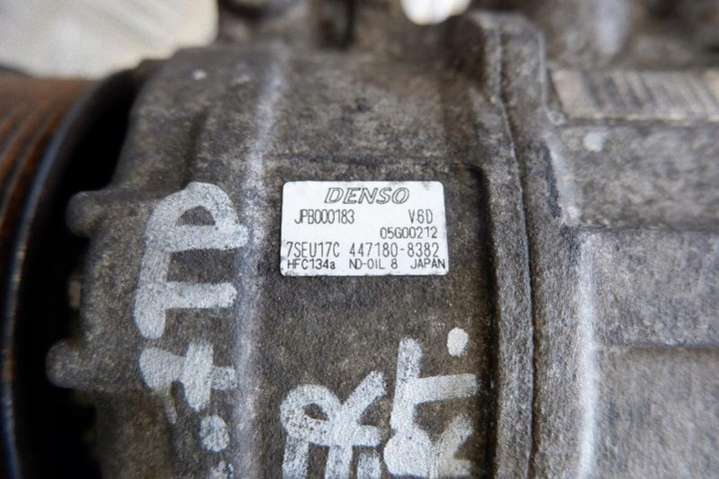 DENSO
JPB000183 V6D
05G00212
7SEU17C 447180-8382
HFC134a ND-OIL 8 JAPAN